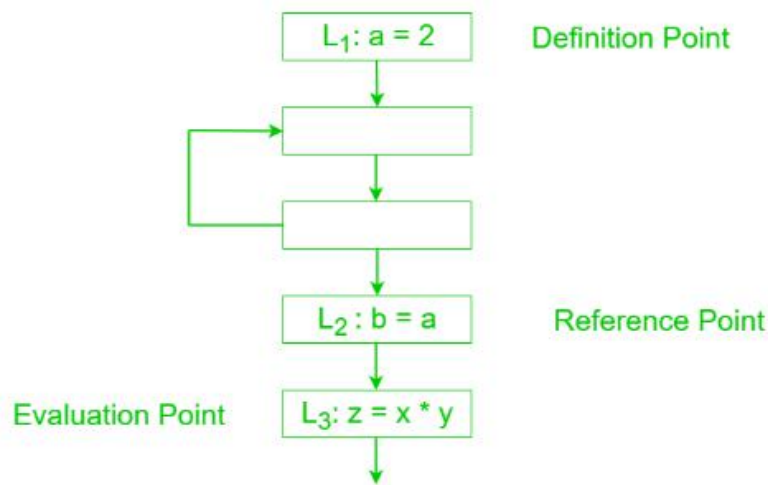 L₁: a = 2
Definition Point
L₂ : b = a
Reference Point
Evaluation Point
L₃: z = x * y